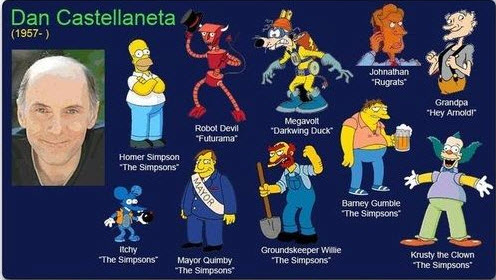 Dan Castellaneta
(1957- )
Johnathan
"Rugrats"
Grandpa
"Hey Arnold!"
Robot Devil
"Futurama"
Megavolt
"Darkwing Duck"
Homer Simpson
"The Simpsons"
MAYOR
Barney Gumble
"The Simpsons"
Itchy
"The Simpsons"
Mayor Quimby
"The Simpsons"
Groundskeeper Willie
"The Simpsons"
Krusty the Clown
"The Simpsons"